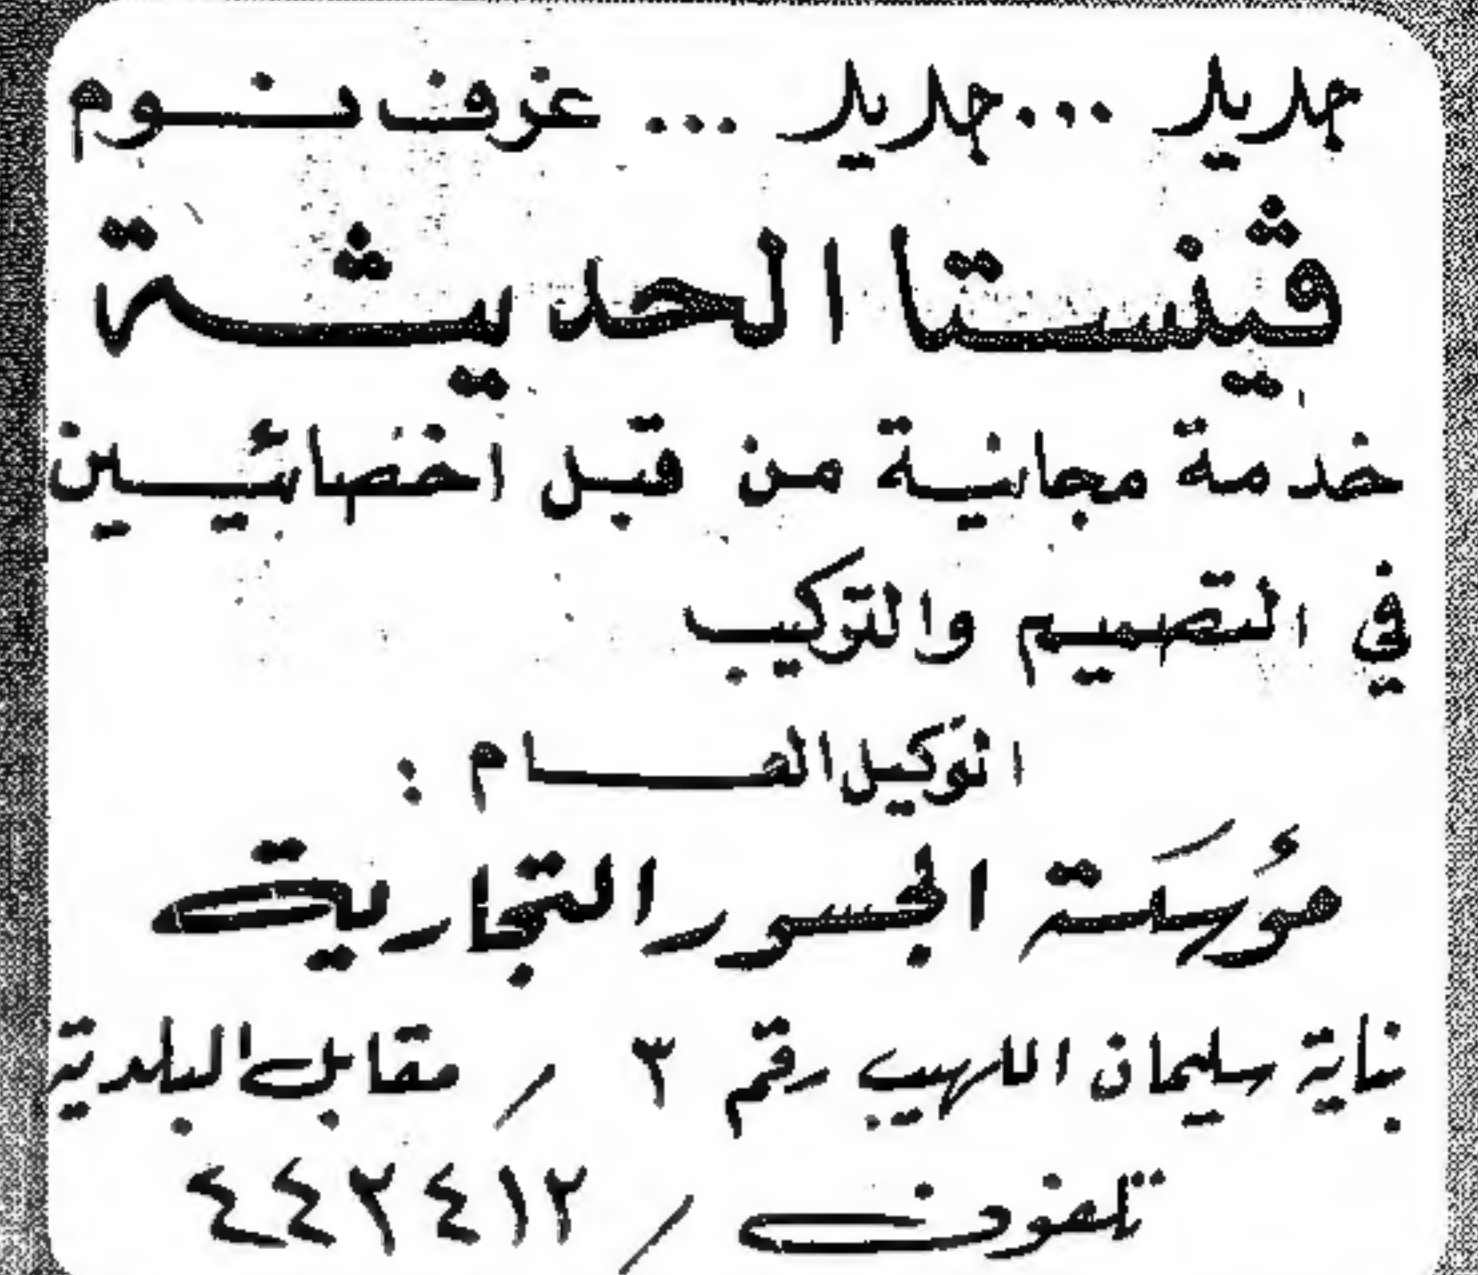 جديد ... جديد ... غرف نوم
ڤينستا الحديثة
خدمة مجانية من قبل اخصائيين
في التصميم والتركيب
الوكيل العام :
مؤسسة الجسور التجارية
بناية سليمان اللهيب رقم ٣ / مقابل البلدية
تلفون / ٤٤٢٤١٢